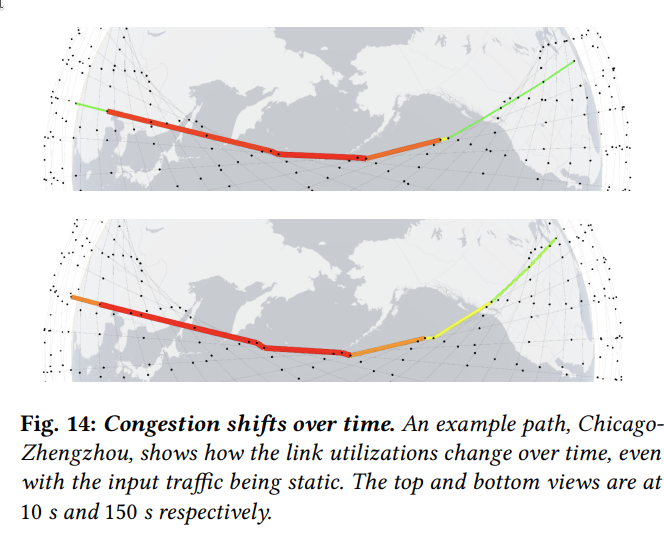 Fig. 14: Congestion shifts over time. An example path, Chicago-
Zhengzhou, shows how the link utilizations change over time, even
with the input traffic being static. The top and bottom views are at
10 s and 150 s respectively.